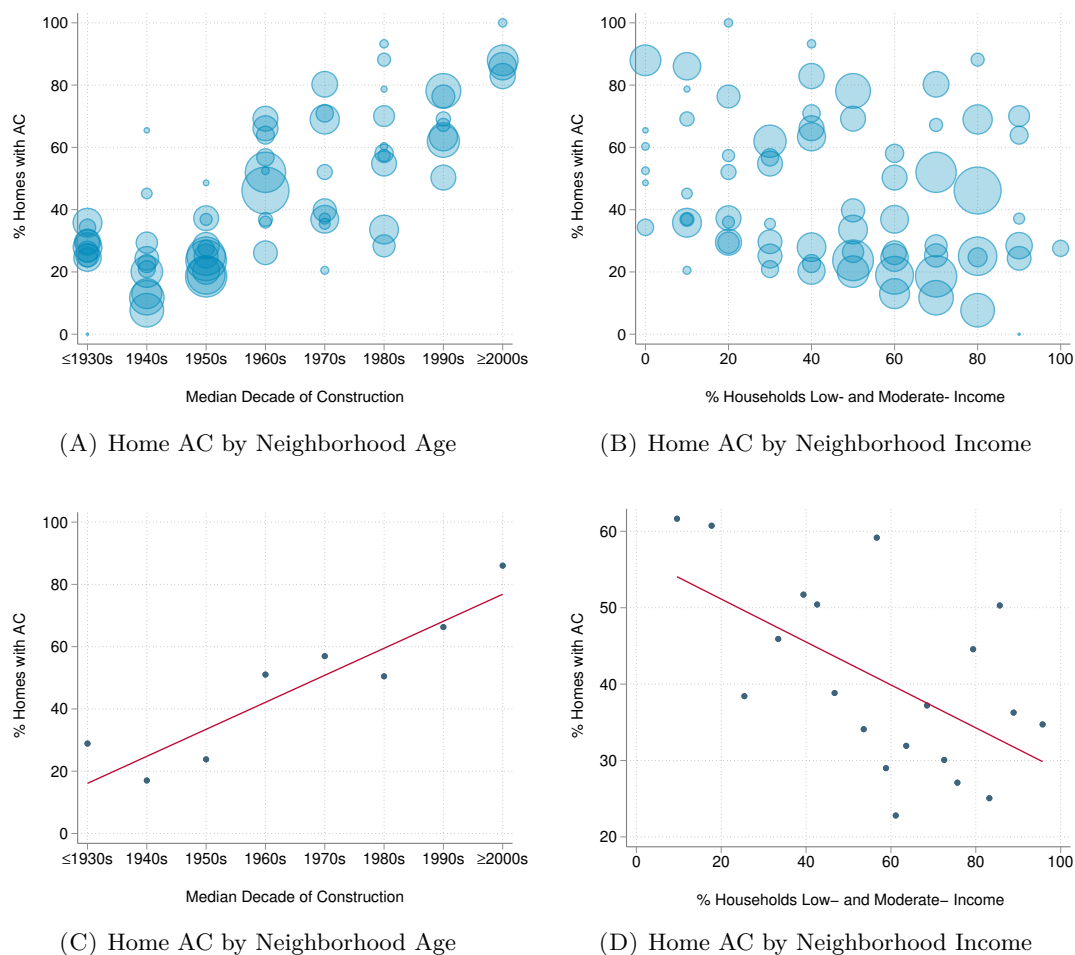 100
80
60
40
20
0
% Homes with AC
≤1930s 1940s 1950s 1960s 1970s 1980s 1990s ≥2000s
Median Decade of Construction
(A) Home AC by Neighborhood Age
100
80
60
40
20
0
% Homes with AC
0 20 40 60 80 100
% Households Low- and Moderate- Income
(B) Home AC by Neighborhood Income
100
80
60
40
20
0
% Homes with AC
≤1930s 1940s 1950s 1960s 1970s 1980s 1990s ≥2000s
Median Decade of Construction
(C) Home AC by Neighborhood Age
60
50
40
30
20
% Homes with AC
0 20 40 60 80 100
% Households Low− and Moderate− Income
(D) Home AC by Neighborhood Income